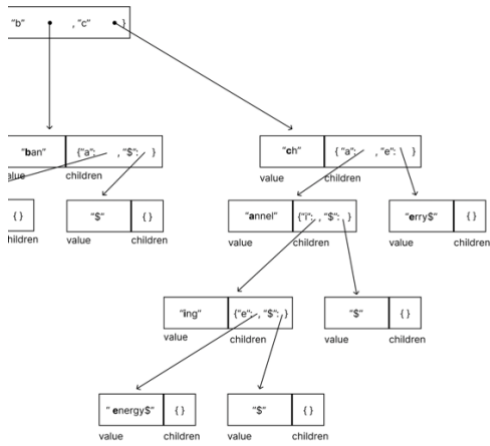 "b" , "c" }
"ban" {"a": , "$": } "ch" { "a": , "e": }
value children value children
{ } "$" { } "annel" {"i": , "$": } "erry$" { }
children value children value children value children
"ing" {"e": , "$": } "$" { }
value children value children
" energy$" { } "$" { }
value children value children